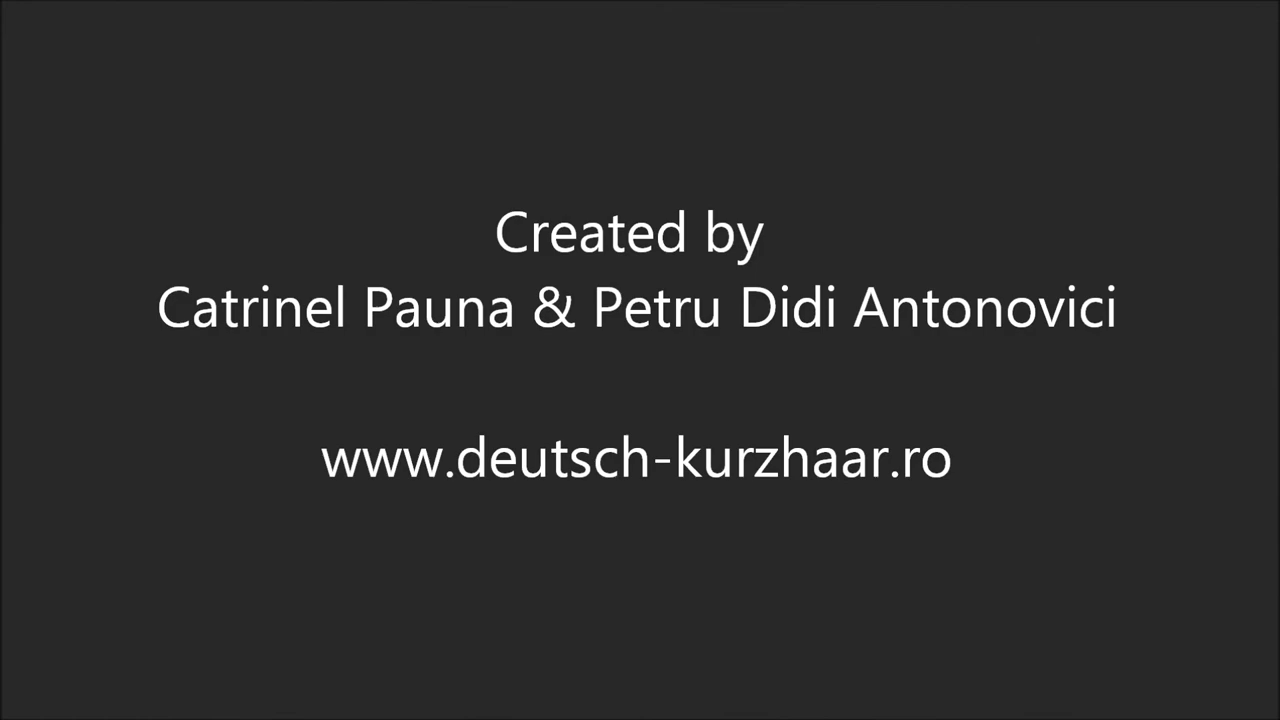 Created by
Catrinel Pauna & Petru Didi Antonovici
www.deutsch-kurzhaar.ro